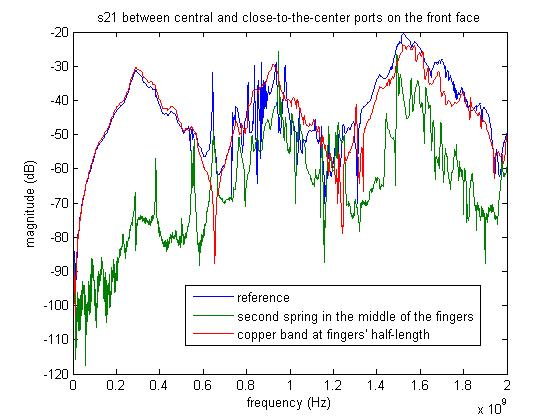 s21 between central and close-to-the-center ports on the front face
-20
-30
-40
-50
-60
-70
-80
-90
-100
-110
-120
magnitude (dB)
reference
second spring in the middle of the fingers
copper band at fingers' half-length
0 0.2 0.4 0.6 0.8 1 1.2 1.4 1.6 1.8 2
frequency (Hz)
x 10^9